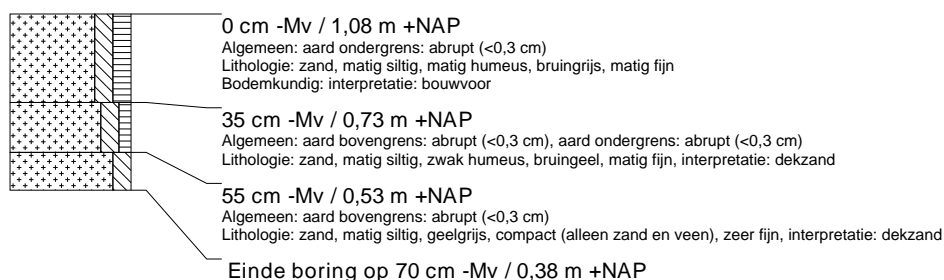 0 cm -Mv / 1,08 m +NAP
Algemeen: aard ondergrens: abrupt (<0,3 cm)
Lithologie: zand, matig siltig, matig humeus, bruingrijs, matig fijn
Bodemkundig: interpretatie: bouwvoor
35 cm -Mv / 0,73 m +NAP
Algemeen: aard bovengrens: abrupt (<0,3 cm), aard ondergrens: abrupt (<0,3 cm)
Lithologie: zand, matig siltig, zwak humeus, bruingeel, matig fijn, interpretatie: dekzand
55 cm -Mv / 0,53 m +NAP
Algemeen: aard bovengrens: abrupt (<0,3 cm)
Lithologie: zand, matig siltig, geelgrijs, compact (alleen zand en veen), zeer fijn, interpretatie: dekzand
Einde boring op 70 cm -Mv / 0,38 m +NAP